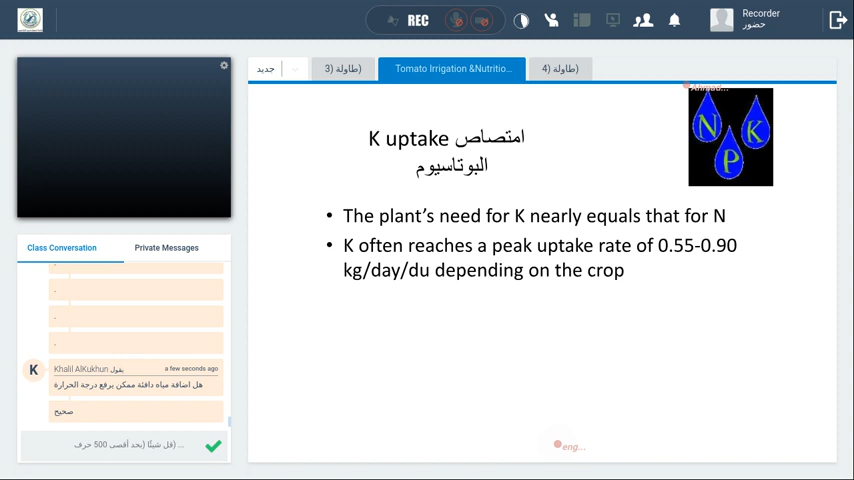 REC
Recorder
حضور
جديد
طاولة 3)
Tomato Irrigation &Nutritio...
طاولة 4)
Ahmad...
N
K
P
K uptake امتصاص
البوتاسيوم
• The plant’s need for K nearly equals that for N
• K often reaches a peak uptake rate of 0.55-0.90
kg/day/du depending on the crop
Class Conversation
Private Messages
K
Khalil AlKukhun يقول
a few seconds ago
هل اضافة مياه دافئة ممكن يرفع درجة الحرارة
صحيح
قل شيئًا (بحد أقصى 500 حرف) ...
eng...